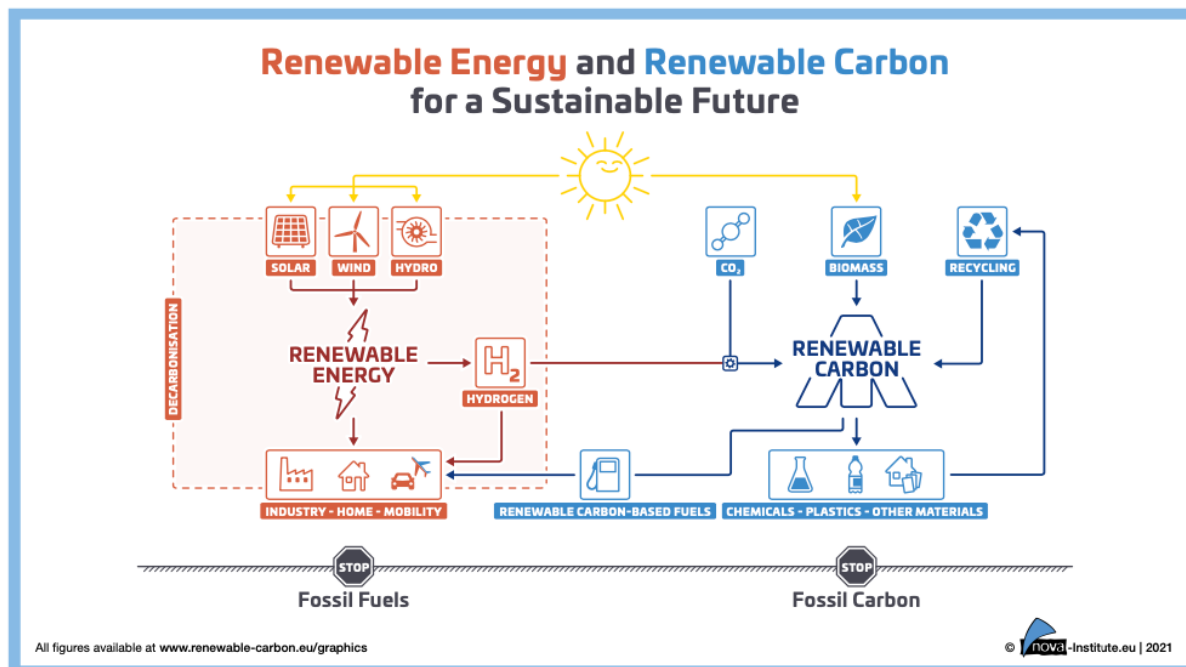 Renewable Energy and Renewable Carbon
for a Sustainable Future
SOLAR
WIND
HYDRO
CO₂
BIOMASS
RECYCLING
DECARBONISATION
RENEWABLE
ENERGY
H₂
HYDROGEN
RENEWABLE
CARBON
INDUSTRY – HOME – MOBILITY
RENEWABLE CARBON-BASED FUELS
CHEMICALS – PLASTICS – OTHER MATERIALS
STOP
Fossil Fuels
STOP
Fossil Carbon
All figures available at www.renewable-carbon.eu/graphics
© nova-Institute.eu | 2021